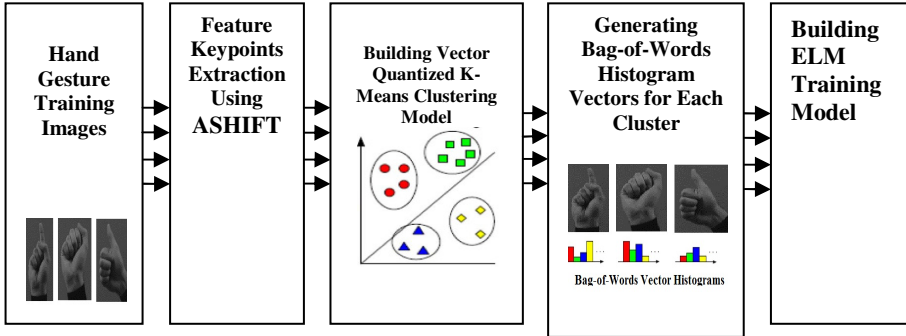 Hand
Gesture
Training
Images
Feature
Keypoints
Extraction
Using
ASHIFT
Building Vector
Quantized K-
Means Clustering
Model
Generating
Bag-of-Words
Histogram
Vectors for Each
Cluster
Bag-of-Words Vector Histograms
Building
ELM
Training
Model